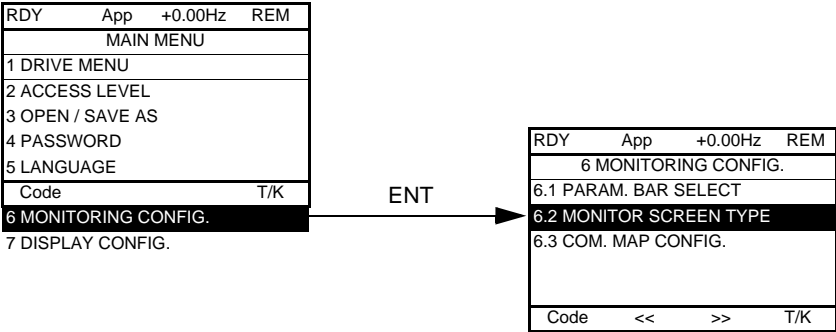 RDY App +0.00Hz REM
MAIN MENU
1 DRIVE MENU
2 ACCESS LEVEL
3 OPEN / SAVE AS
4 PASSWORD
5 LANGUAGE
Code T/K
6 MONITORING CONFIG.
7 DISPLAY CONFIG.
ENT
RDY App +0.00Hz REM
6 MONITORING CONFIG.
6.1 PARAM. BAR SELECT
6.2 MONITOR SCREEN TYPE
6.3 COM. MAP CONFIG.
Code << >> T/K